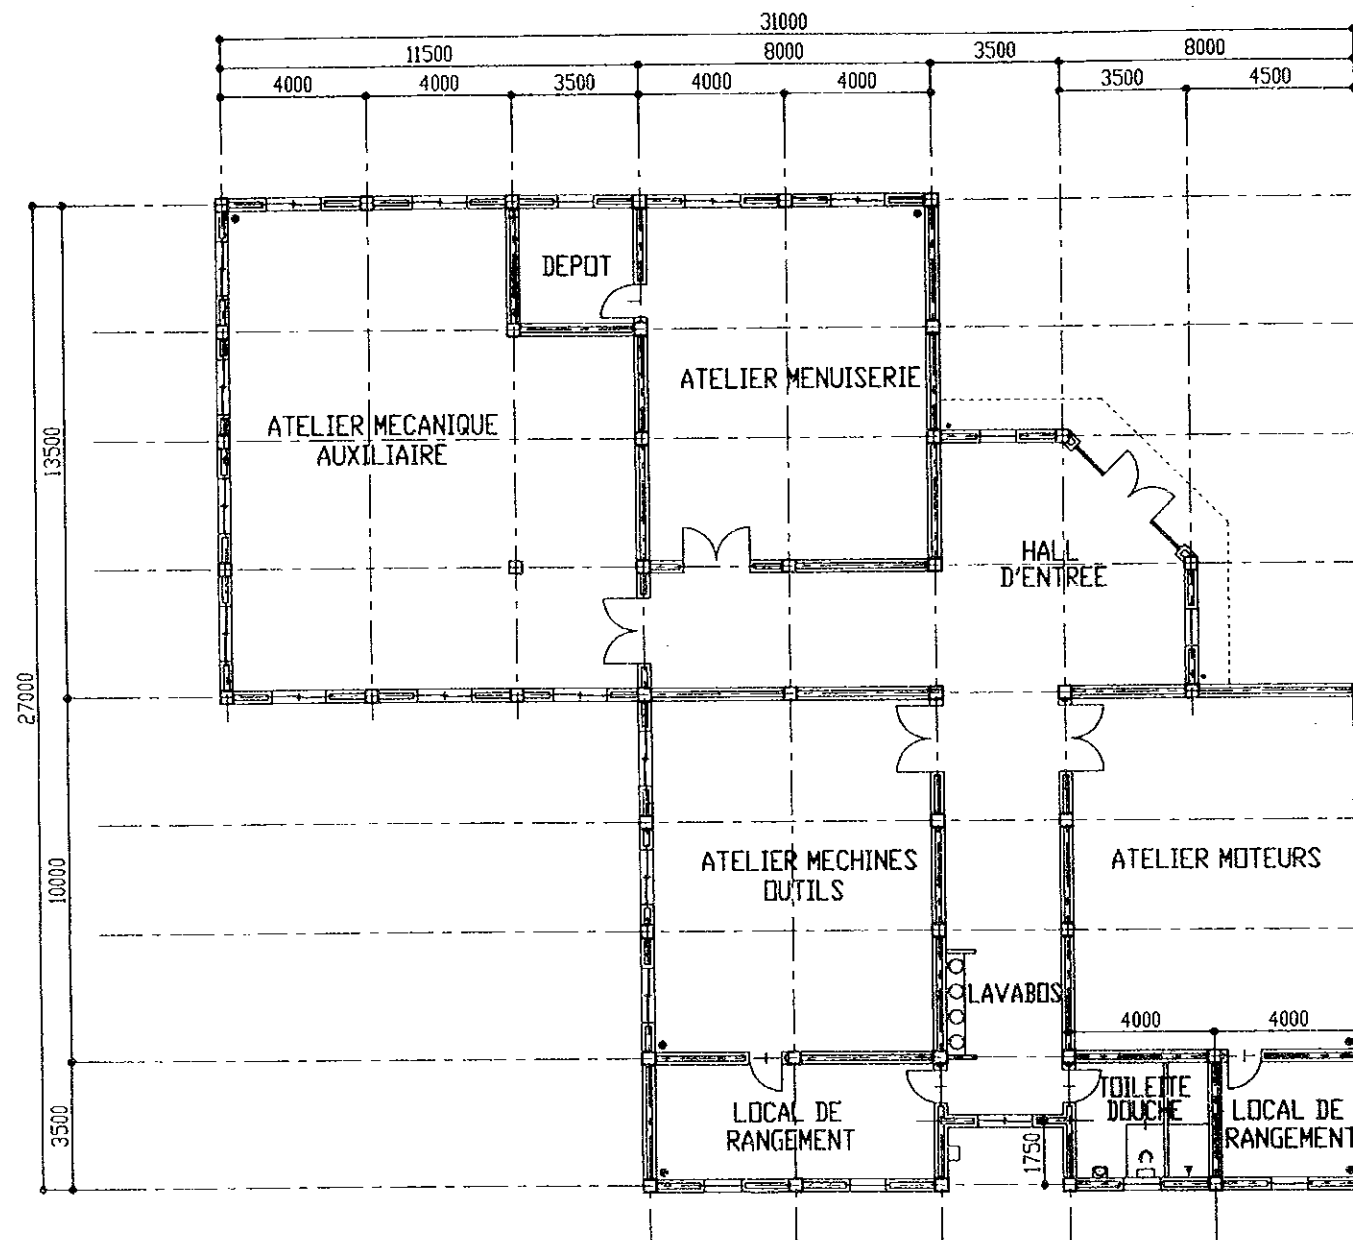 31000
11500
8000
3500
8000
4000
4000
3500
4000
4000
3500
4500
DEPOT
ATELIER MENUISERIE
ATELIER MECANIQUE
AUXILIAIRE
13500
HALL
D'ENTREE
27000
ATELIER MECHINES
OUTILS
ATELIER MOTEURS
10000
LAVABOS
4000
4000
TOILETTE
DOUCHE
LOCAL DE
RANGEMENT
LOCAL DE
RANGEMENT
3500
1750